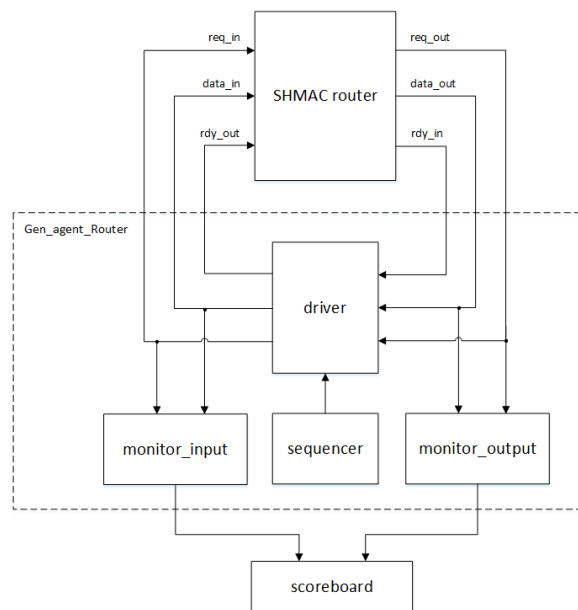 req_in
req_out
data_in
data_out
SHMAC router
rdy_out
rdy_in
Gen_agent_Router
driver
monitor_input
sequencer
monitor_output
scoreboard